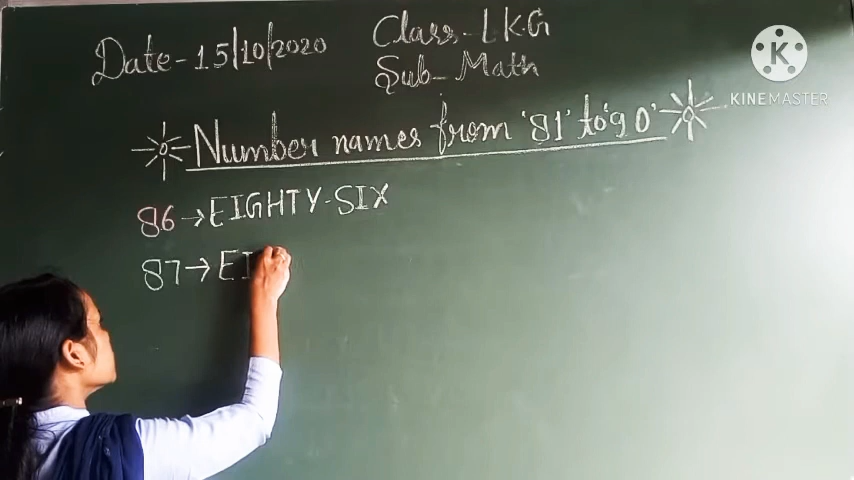 Date-15/10/2020
Class-LKG
Sub-Math
K
KINEMASTER
Number names from '81' to '90'
86→EIGHTY-SIX
87→EI